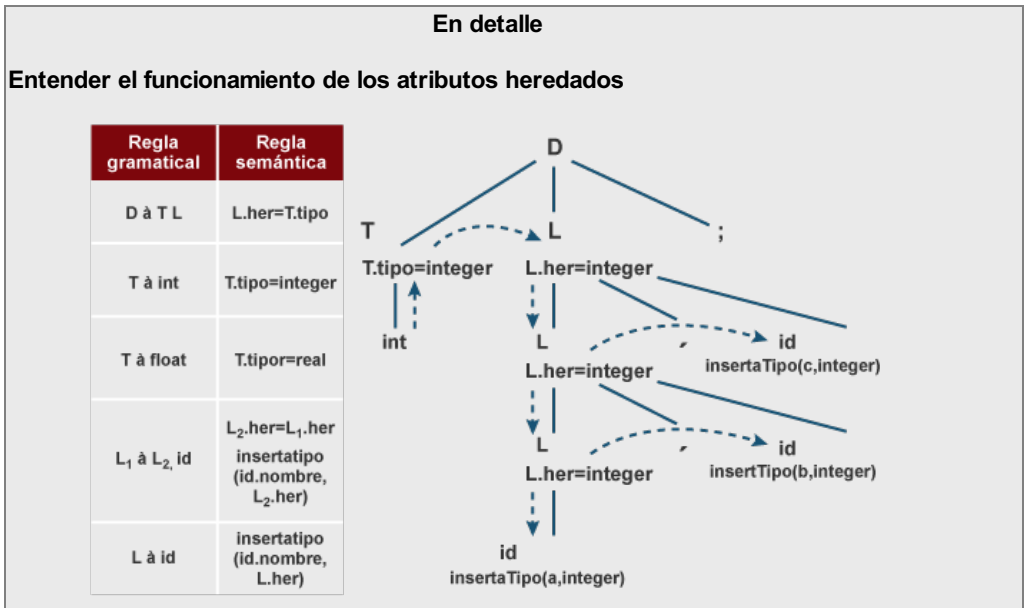 En detalle
Entender el funcionamiento de los atributos heredados
Regla gramatical
Regla semántica
D à T L
L.her=T.tipo
T à int
T.tipo=integer
T à float
T.tipor=real
L1 à L2, id
L2.her=L1.her
insertatipo
(id.nombre,
L2.her)
L à id
insertatipo
(id.nombre,
L.her)
D
T
L
;
T.tipo=integer
L.her=integer
int
L
,
id
L.her=integer
insertaTipo(c,integer)
L
,
id
L.her=integer
insertTipo(b,integer)
id
insertaTipo(a,integer)